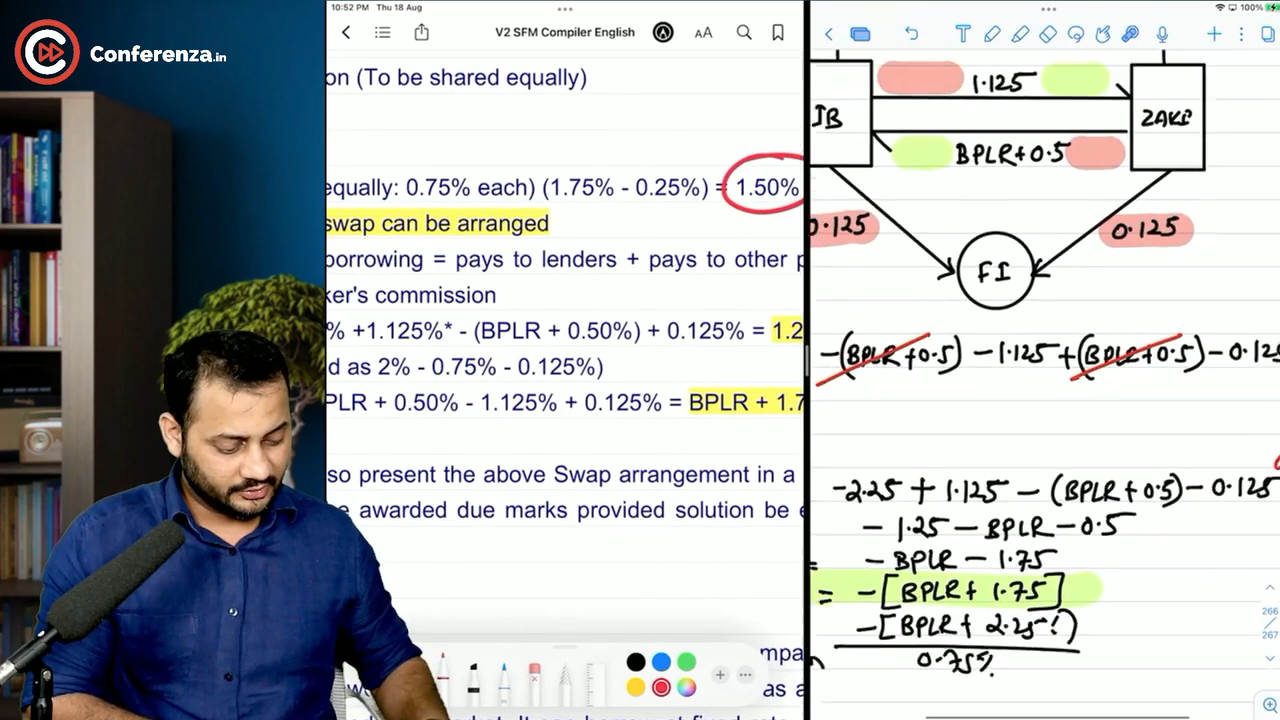 Conferenza.in
10:52 PM Thu 18 Aug
V2 SFM Compiler English
AA
100%
on (To be shared equally)
equally: 0.75% each) (1.75% - 0.25%) = 1.50%
swap can be arranged
borrowing = pays to lenders + pays to other p
ker's commission
% +1.125%* - (BPLR + 0.50%) + 0.125% = 1.2
d as 2% - 0.75% - 0.125%)
PLR + 0.50% - 1.125% + 0.125% = BPLR + 1.7
so present the above Swap arrangement in a
e awarded due marks provided solution be e
mpa
as a
1.125
IB
ZAKI
BPLR+0.5
0.125
0.125
FI
-(BPLR+0.5) - 1.125 + (BPLR+0.5) - 0.125
-2.25 + 1.125 - (BPLR+0.5) - 0.125
- 1.25 - BPLR - 0.5
= - BPLR - 1.75
= -[BPLR + 1.75]
-[BPLR + 2.25
0.75%
266
/
267